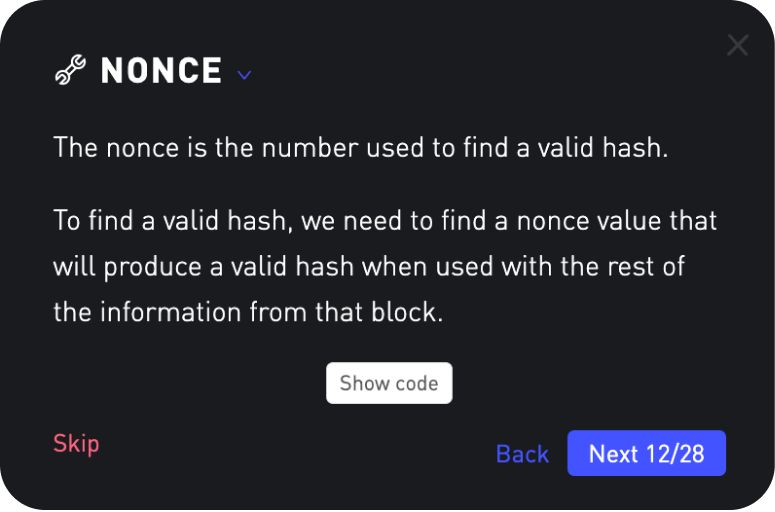 NONCE
The nonce is the number used to find a valid hash.
To find a valid hash, we need to find a nonce value that
will produce a valid hash when used with the rest of
the information from that block.
Show code
Skip
Back
Next 12/28